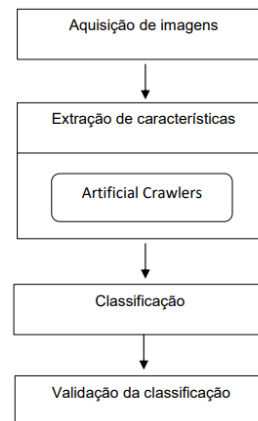 Aquisição de imagens
Extração de características
Artificial Crawlers
Classificação
Validação da classificação